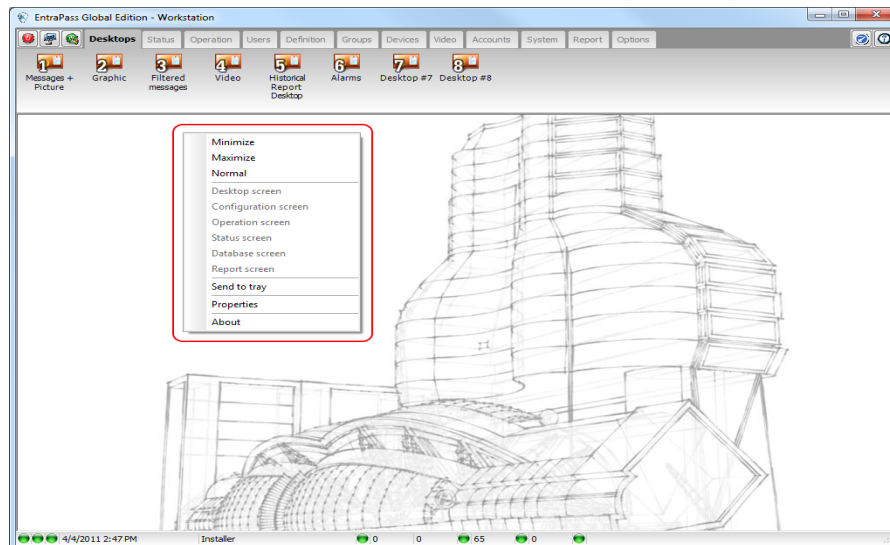 EntraPass Global Edition - Workstation
Desktops Status Operation Users Definition Groups Devices Video Accounts System Report Options
1 2 3 4 5 6 7 8
Messages + Picture
Graphic
Filtered messages
Video
Historical Report Desktop
Alarms
Desktop #7
Desktop #8
Minimize
Maximize
Normal
Desktop screen
Configuration screen
Operation screen
Status screen
Database screen
Report screen
Send to tray
Properties
About
4/4/2011 2:47 PM Installer 0 0 65 0